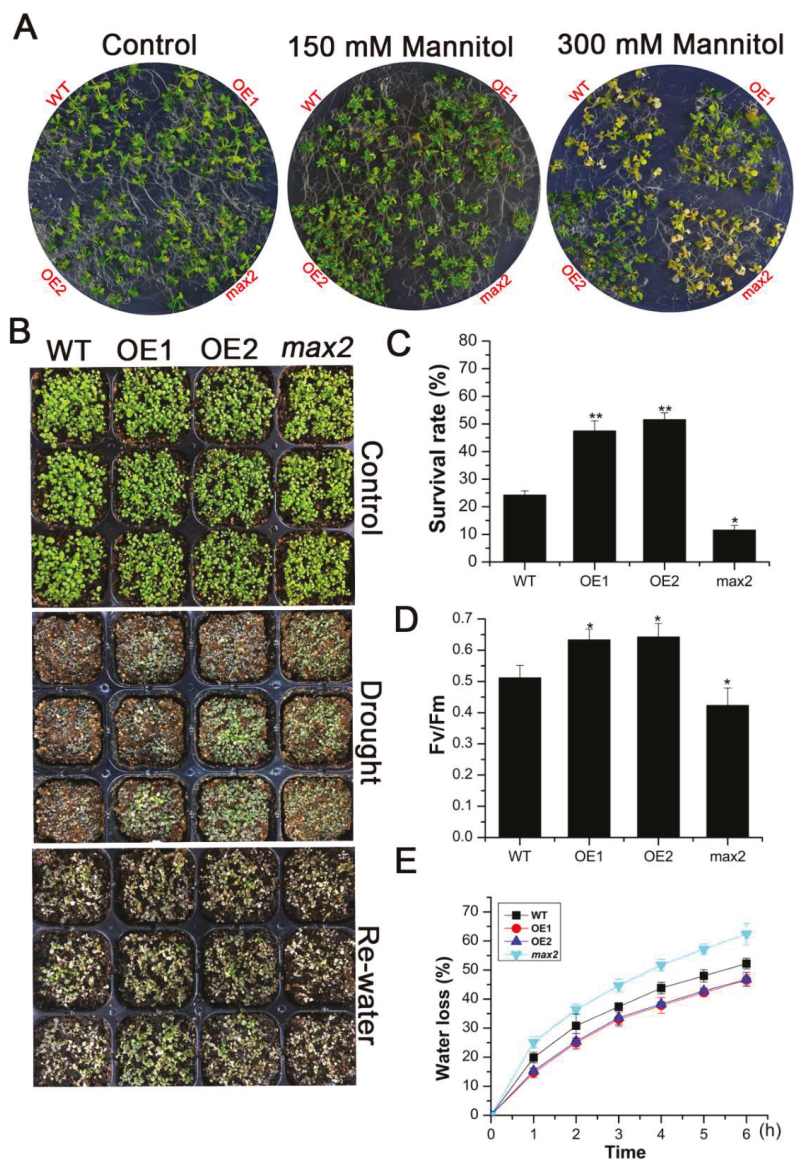 A
Control
150 mM Mannitol
300 mM Mannitol
WT
OE1
OE2
max2
WT
OE1
OE2
max2
WT
OE1
OE2
max2
B
WT OE1 OE2 max2
Control
Drought
Re-water
C
Survival rate (%)
80
70
60
50
40
30
20
10
0
**
**
*
WT OE1 OE2 max2
D
Fv/Fm
0.7
0.6
0.5
0.4
0.3
0.2
0.1
0.0
*
*
*
WT OE1 OE2 max2
E
Water loss (%)
70
60
50
40
30
20
10
0
WT
OE1
OE2
max2
0 1 2 3 4 5 6 (h)
Time